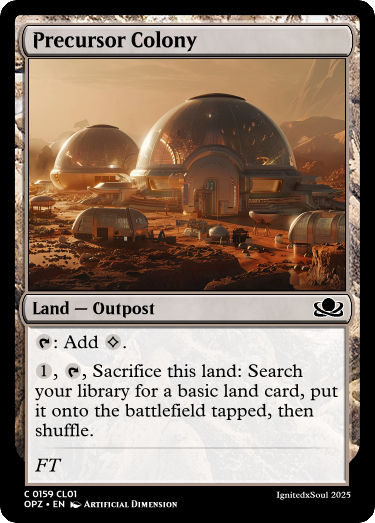 Precursor Colony
Land — Outpost
: Add .
1, , Sacrifice this land: Search
your library for a basic land card, put
it onto the battlefield tapped, then
shuffle.
FT
C 0159 CL01
OPZ • EN Artificial Dimension
IgnitedxSoul 2025